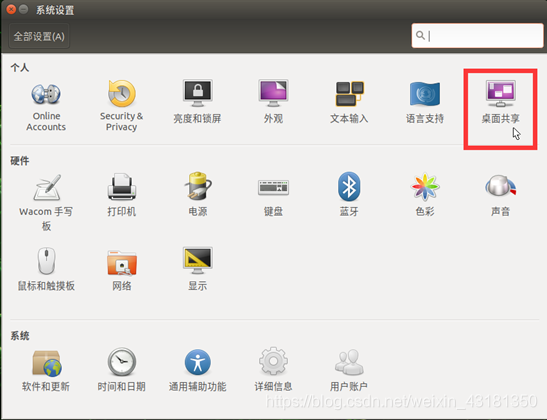 系统设置
全部设置(A)
个人
Online Accounts
Security & Privacy
亮度和锁屏
外观
文本输入
语言支持
桌面共享
硬件
Wacom 手写板
打印机
电源
键盘
蓝牙
色彩
声音
鼠标和触摸板
网络
显示
系统
软件和更新
时间和日期
通用辅助功能
详细信息
用户账户
https://blog.csdn.net/weixin_43181350